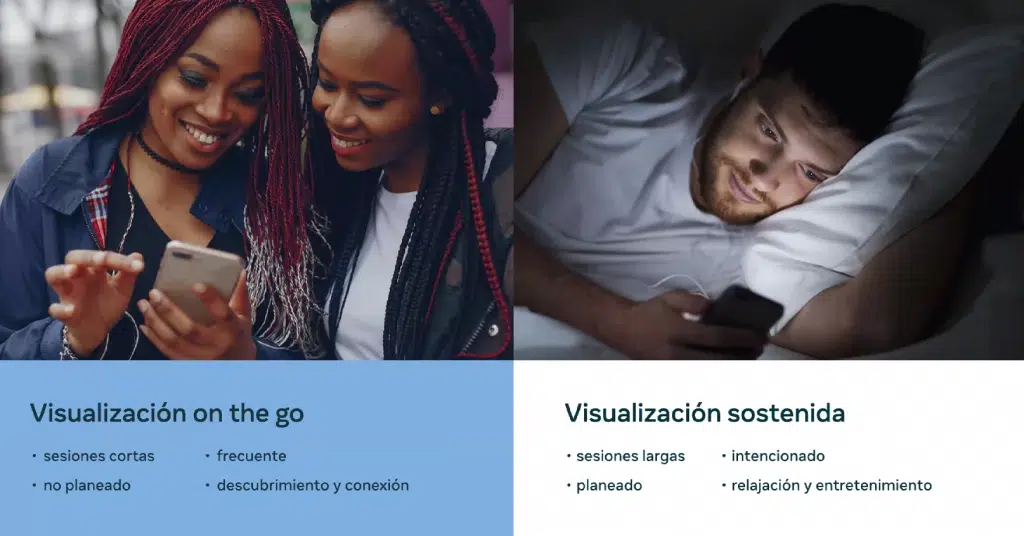 Visualización on the go
• sesiones cortas
• frecuente
• no planeado
• descubrimiento y conexión
Visualización sostenida
• sesiones largas
• intencionado
• planeado
• relajación y entretenimiento